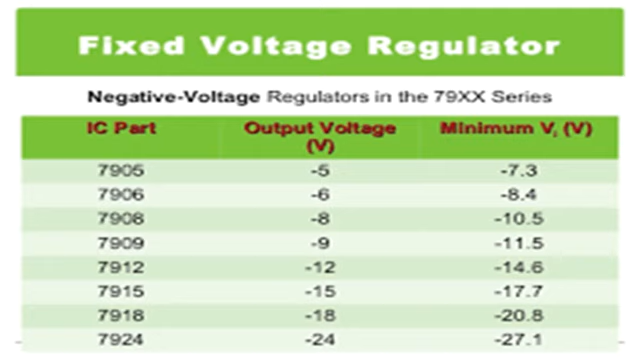 Fixed Voltage Regulator
Negative-Voltage Regulators in the 79XX Series
IC Part Output Voltage (V) Minimum Vi (V)
7905 -5 -7.3
7906 -6 -8.4
7908 -8 -10.5
7909 -9 -11.5
7912 -12 -14.6
7915 -15 -17.7
7918 -18 -20.8
7924 -24 -27.1